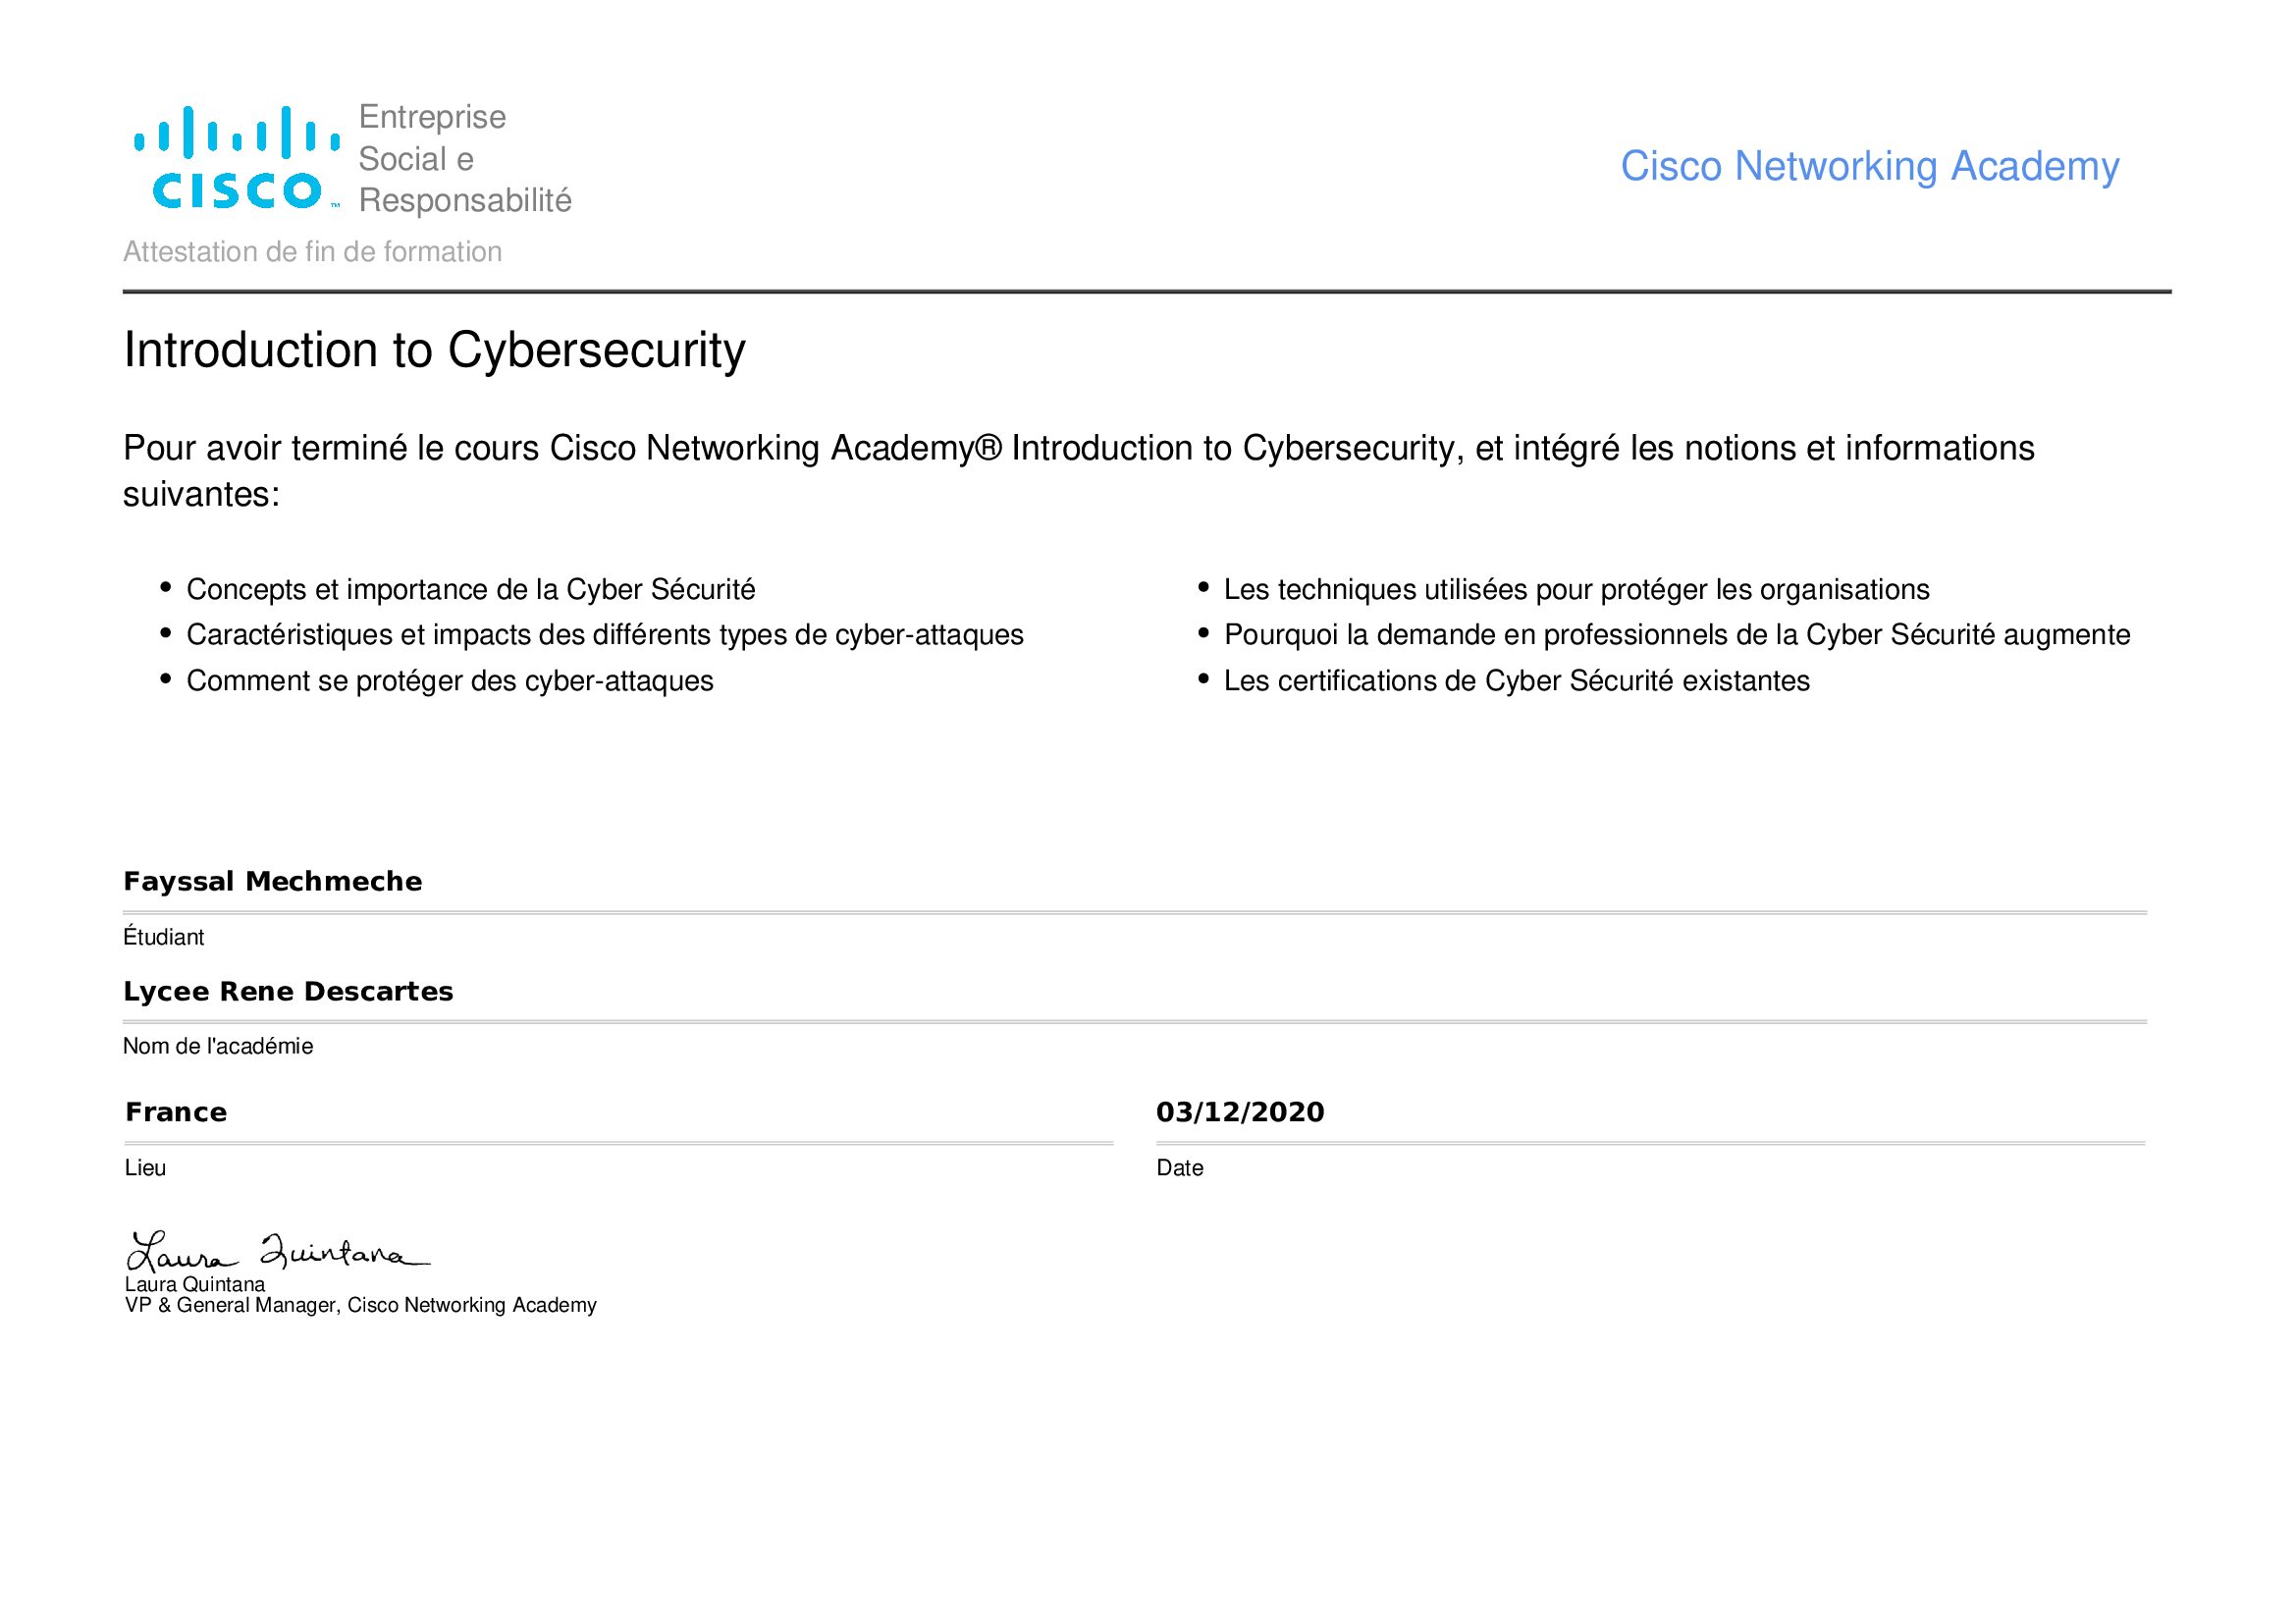 CISCO™
Entreprise
Social e
Responsabilité
Cisco Networking Academy
Attestation de fin de formation
Introduction to Cybersecurity
Pour avoir terminé le cours Cisco Networking Academy® Introduction to Cybersecurity, et intégré les notions et informations
suivantes:
• Concepts et importance de la Cyber Sécurité
• Caractéristiques et impacts des différents types de cyber-attaques
• Comment se protéger des cyber-attaques
• Les techniques utilisées pour protéger les organisations
• Pourquoi la demande en professionnels de la Cyber Sécurité augmente
• Les certifications de Cyber Sécurité existantes
Fayssal Mechmeche
Étudiant
Lycee Rene Descartes
Nom de l'académie
France
Lieu
03/12/2020
Date
Laura Quintana
Laura Quintana
VP & General Manager, Cisco Networking Academy